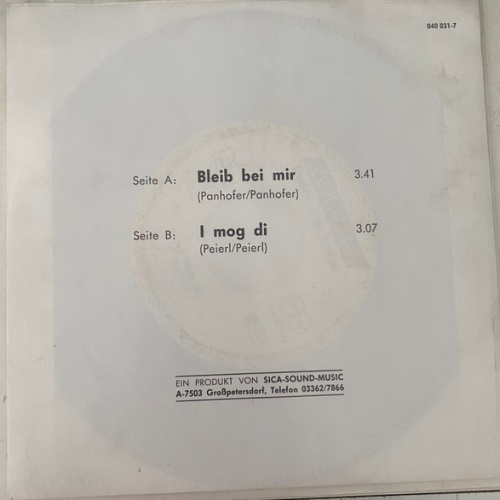 040 031-7
Seite A: Bleib bei mir 3.41
(Panhofer/Panhofer)
Seite B: I mog di 3.07
(Peierl/Peierl)
EIN PRODUKT VON SICA-SOUND-MUSIC
A-7503 Großpetersdorf, Telefon 03362/7866